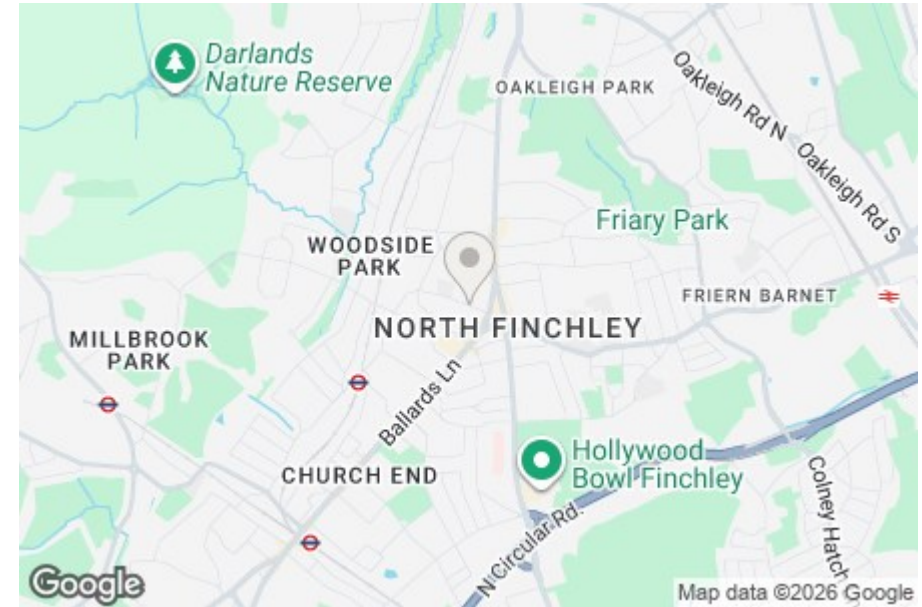 Darlands
Nature Reserve
OAKLEIGH PARK
Oakleigh Rd N
Oakleigh Rd S
Friary Park
WOODSIDE
PARK
FRIERN BARNET
NORTH FINCHLEY
MILLBROOK
PARK
Ballards Ln
CHURCH END
Hollywood
Bowl Finchley
Colney Hatch
N Circular Rd.
Google
Map data ©2026 Google